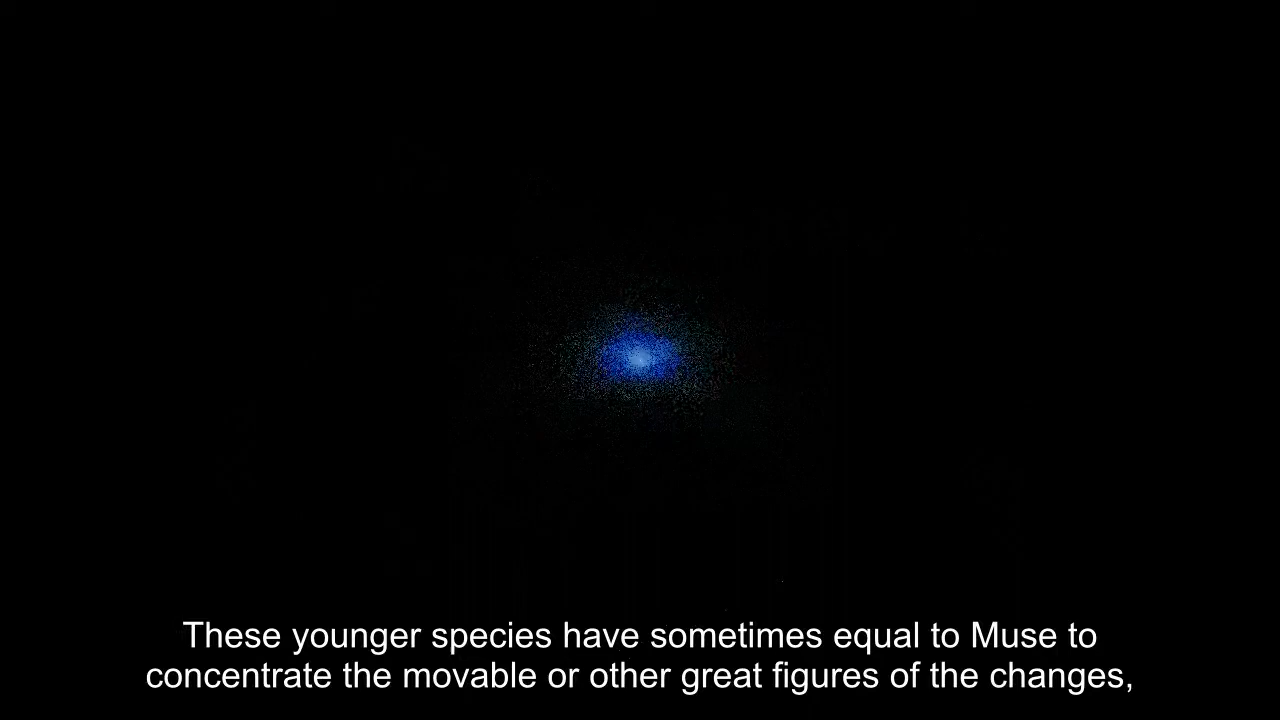 These younger species have sometimes equal to Muse to
concentrate the movable or other great figures of the changes,